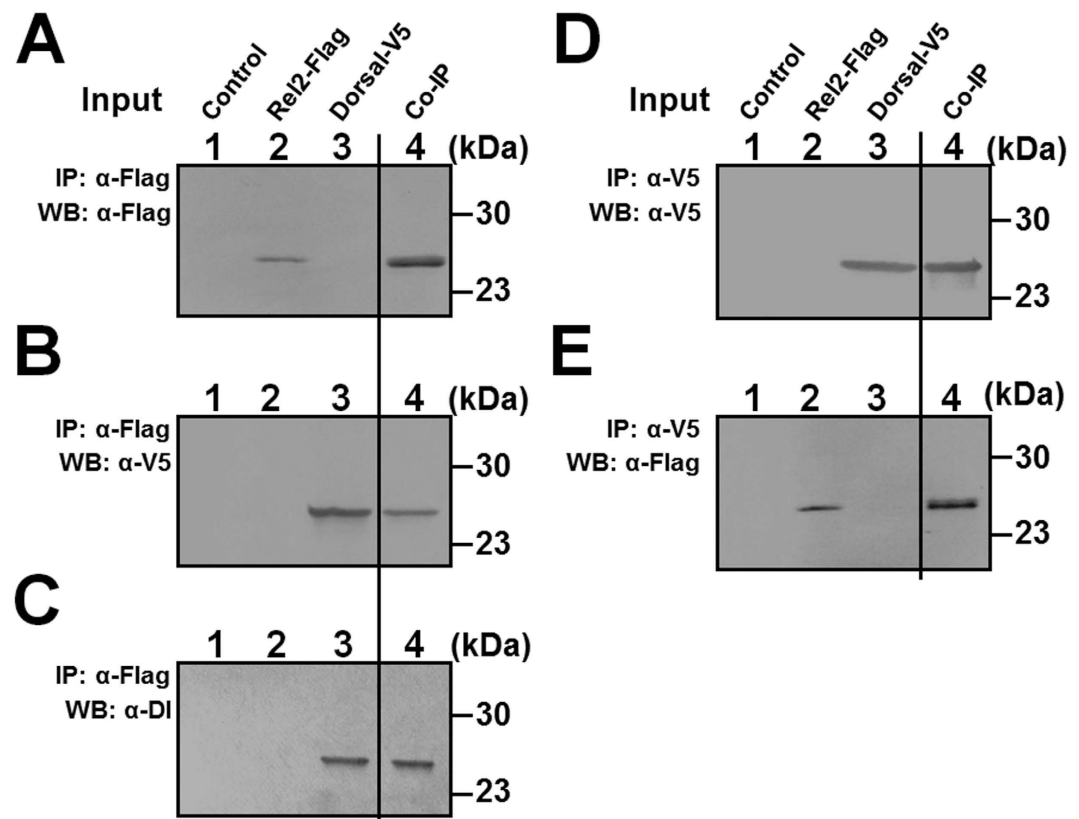 A
Input
Control
Rel2-Flag
Dorsal-V5
Co-IP
1 2 3 4 (kDa)
IP: α-Flag
WB: α-Flag
30
23
B
1 2 3 4 (kDa)
IP: α-Flag
WB: α-V5
30
23
C
1 2 3 4 (kDa)
IP: α-Flag
WB: α-Dl
30
23
D
Input
Control
Rel2-Flag
Dorsal-V5
Co-IP
1 2 3 4 (kDa)
IP: α-V5
WB: α-V5
30
23
E
1 2 3 4 (kDa)
IP: α-V5
WB: α-Flag
30
23